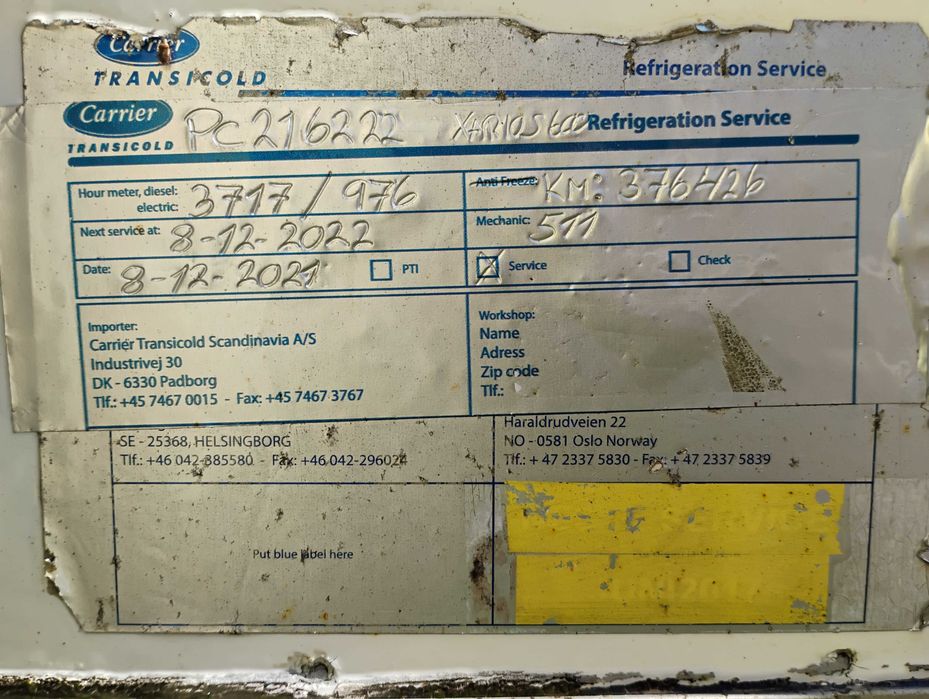 Carrier
TRANSICOLD
Refrigeration Service
Carrier
TRANSICOLD
PC216222 XARIOS 600
Refrigeration Service
Hour meter, diesel: electric: 3717 / 976
Anti Freeze: KM: 376426
Next service at: 8-12-2022
Mechanic: 511
Date: 8-12-2021 PTI
Service Check
Importer:
Carrier Transicold Scandinavia A/S
Industrivej 30
DK - 6330 Padborg
Tlf.: +45 7467 0015 - Fax: +45 7467 3767
Workshop:
Name
Adress
Zip code
Tlf.:
SE - 25368, HELSINGBORG
Tlf.: +46 042-385580 - Fax: +46 042-296024
Haraldrudveien 22
NO - 0581 Oslo Norway
Tlf.: + 47 2337 5830 - Fax: + 47 2337 5839
Put blue label here